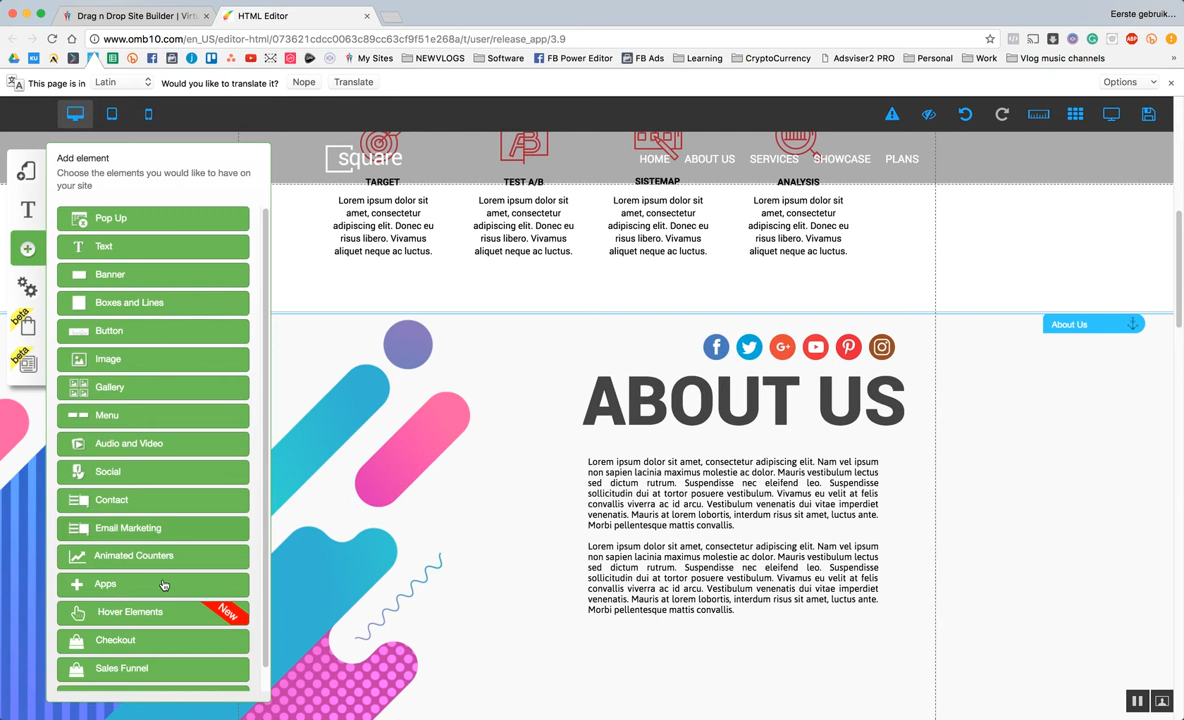 Drag n Drop Site Builder | Virtu
HTML Editor
Eerste gebruik...
www.omb10.com/en_US/editor-html/073621cdcc0063c89cc63cf9f51e268a/t/user/release_app/3.9
My Sites
NEWVLOGS
Software
FB Power Editor
FB Ads
Learning
CryptoCurrency
Adsviser2 PRO
Personal
Work
Vlog music channels
This page is in
Latin
Would you like to translate it?
Nope
Translate
Options
Add element
Choose the elements you would like to have on
your site
Pop Up
Text
Banner
Boxes and Lines
Button
Image
Gallery
Menu
Audio and Video
Social
Contact
Email Marketing
Animated Counters
Apps
Hover Elements
New
Checkout
Sales Funnel
beta
beta
square
HOME
ABOUT US
SERVICES
SHOWCASE
PLANS
TARGET
Lorem ipsum dolor sit
amet, consectetur
adipiscing elit. Donec eu
risus libero. Vivamus
aliquet neque ac luctus.
TEST A/B
Lorem ipsum dolor sit
amet, consectetur
adipiscing elit. Donec eu
risus libero. Vivamus
aliquet neque ac luctus.
SISTEMAP
Lorem ipsum dolor sit
amet, consectetur
adipiscing elit. Donec eu
risus libero. Vivamus
aliquet neque ac luctus.
ANALYSIS
Lorem ipsum dolor sit
amet, consectetur
adipiscing elit. Donec eu
risus libero. Vivamus
aliquet neque ac luctus.
About Us
ABOUT US
Lorem ipsum dolor sit amet, consectetur adipiscing elit. Nam vel ipsum
non sapien lacinia maximus molestie ac dolor. Mauris vestibulum lectus
sed dictum rutrum. Suspendisse nec eleifend leo. Suspendisse
sollicitudin dui at tortor posuere vestibulum. Vivamus eu velit at felis
convallis viverra ac id arcu. Vestibulum venenatis dui vitae imperdiet
venenatis. Mauris at lorem lobortis, interdum risus sit amet, luctus ante.
Morbi pellentesque mattis convallis.
Lorem ipsum dolor sit amet, consectetur adipiscing elit. Nam vel ipsum
non sapien lacinia maximus molestie ac dolor. Mauris vestibulum lectus
sed dictum rutrum. Suspendisse nec eleifend leo. Suspendisse
sollicitudin dui at tortor posuere vestibulum. Vivamus eu velit at felis
convallis viverra ac id arcu. Vestibulum venenatis dui vitae imperdiet
venenatis. Mauris at lorem lobortis, interdum risus sit amet, luctus ante.
Morbi pellentesque mattis convallis.